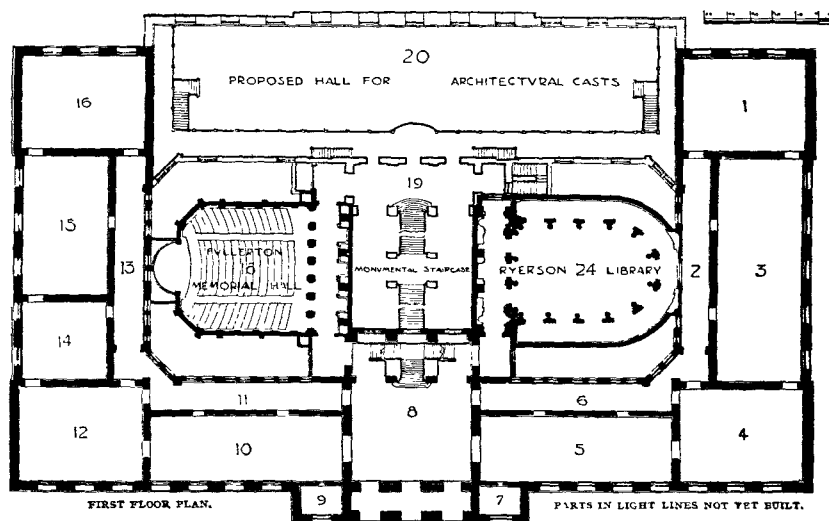 20
PROPOSED HALL FOR ARCHITECTVRAL CASTS
16
1
19
15
FVLLERTON
MEMORIAL HALL
MONVMENTAL STAIRCASE
RYERSON 24 LIBRARY
13
2
3
14
11
8
6
12
10
5
4
9
7
FIRST FLOOR PLAN.
PARTS IN LIGHT LINES NOT YET BUILT.